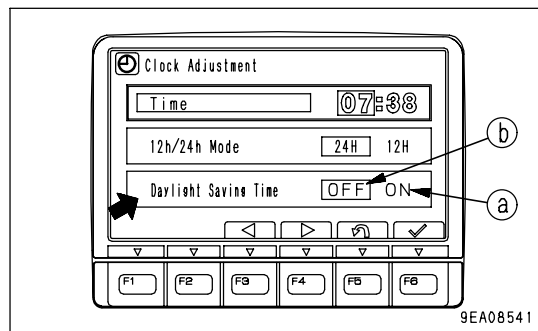 Clock Adjustment
Time 07:38
12h/24h Mode 24H 12H
b
Daylight Saving Time OFF ON
a
F1 F2 F3 F4 F5 F6
9EA08541